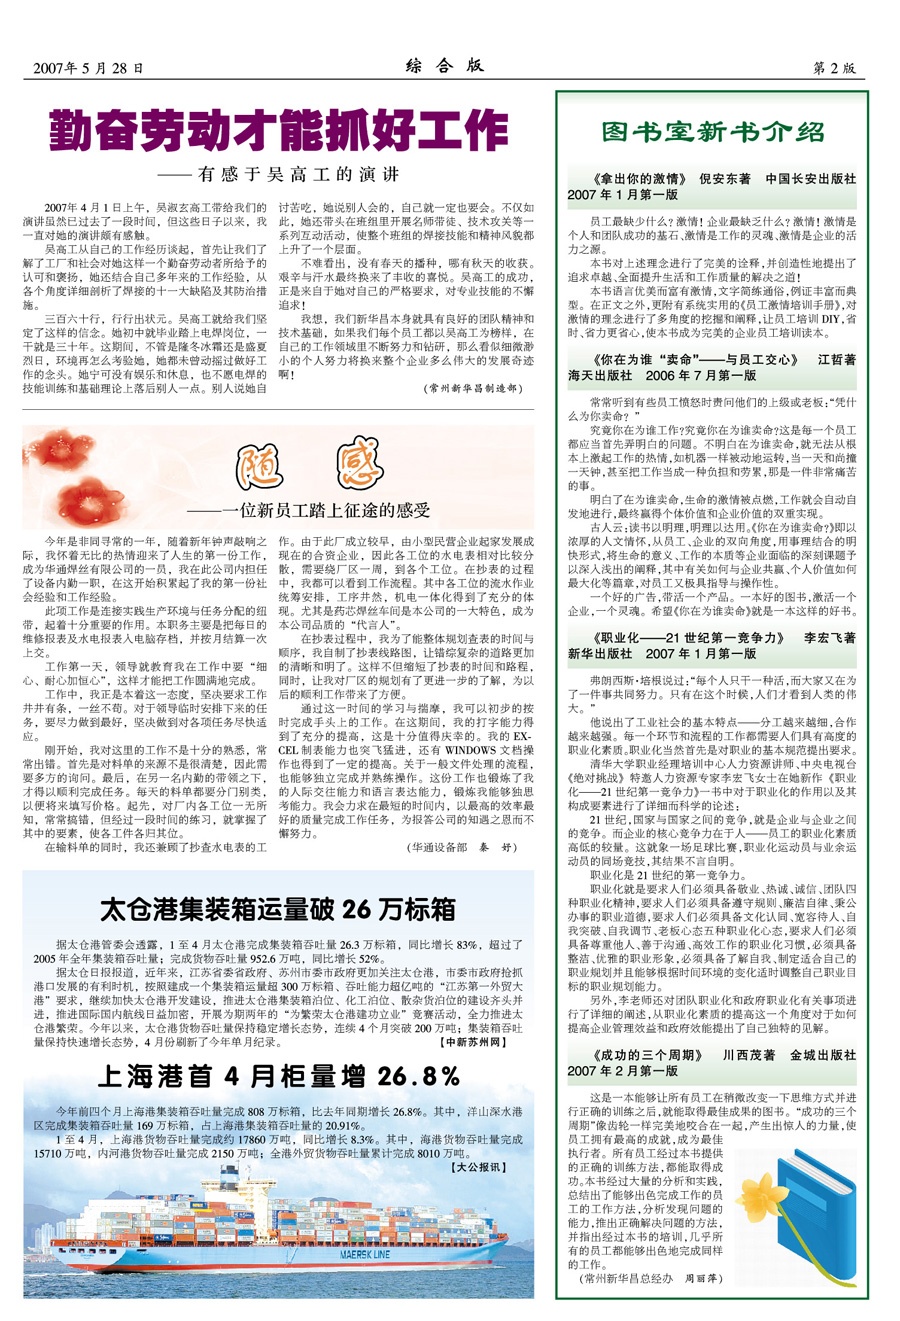 2007年 5 月 28 日
综 合 版
第 2 版
勤奋劳动才能抓好工作
——有感于吴高工的演讲
2007年 4 月 1 日上午，吴淑玄高工带给我们的
演讲虽然已过去了一段时间，但这些日子以来，我
一直对她的演讲颇有感触。
吴高工从自己的工作经历谈起，首先让我们了
解了工厂和社会对她这样一个勤奋劳动者所给予的
认可和褒扬，她还结合自己多年来的工作经验，从
各个角度详细剖析了焊接的十一大缺陷及其防治措
施。
三百六十行，行行出状元。吴高工就给我们坚
定了这样的信念。她初中就毕业踏上电焊岗位，一
干就是三十年。这期间，不管是隆冬冰霜还是盛夏
烈日，环境再怎么考验她，她都未曾动摇过做好工
作的念头。她宁可没有娱乐和休息，也不愿电焊的
技能训练和基础理论上落后别人一点。别人说她自
讨苦吃，她说别人会的，自己就一定也要会。不仅如
此，她还带头在班组里开展名师带徒、技术攻关等一
系列互动活动，使整个班组的焊接技能和精神风貌都
上升了一个层面。
不难看出，没有春天的播种，哪有秋天的收获。
艰辛与汗水最终换来了丰收的喜悦。吴高工的成功，
正是来自于她对自己的严格要求，对专业技能的不懈
追求！
我想，我们新华昌本身就具有良好的团队精神和
技术基础，如果我们每个员工都以吴高工为榜样，在
自己的工作领域里不断努力和钻研，那么看似细微渺
小的个人努力将换来整个企业多么伟大的发展奇迹
啊！
（常州新华昌制造部）
随 感
——一位新员工踏上征途的感受
今年是非同寻常的一年，随着新年钟声敲响之
际，我怀着无比的热情迎来了人生的第一份工作，
成为华通焊丝有限公司的一员，我在此公司内担任
了设备内勤一职，在这开始积累起了我的第一份社
会经验和工作经验。
此项工作是连接实践生产环境与任务分配的纽
带，起着十分重要的作用。本职务主要是把每日的
维修报表及水电报表人电脑存档，并按月结算一次
上交。
工作第一天，领导就教育我在工作中要“细
心、耐心加恒心”，这样才能把工作圆满地完成。
工作中，我正是本着这一态度，坚决要求工作
井井有条，一丝不苟。对于领导临时安排下来的任
务，要尽力做到最好，坚决做到对各项任务尽快适
应。
刚开始，我对这里的工作不是十分的熟悉，常
常出错。首先是对料单的来源不是很清楚，因此需
要多方的询问。最后，在另一名内勤的带领之下，
才得以顺利完成任务。每天的料单都要分门别类，
以便将来填写价格。起先，对厂内各工位一无所
知，常常搞错，但经过一段时间的练习，就掌握了
其中的要素，使各工件各归其位。
在输料单的同时，我还兼顾了抄查水电表的工
作。由于此厂成立较早，由小型民营企业起家发展成
现在的合资企业，因此各工位的水电表相对比较分
散，需要绕厂区一周，到各个工位。在抄表的过程
中，我都可以看到工作流程。其中各工位的流水作业
统筹安排，工序井然，机电一体化得到了充分的体
现。尤其是药芯焊丝车间是本公司的一大特色，成为
本公司品质的“代言人”。
在抄表过程中，我为了能整体规划查表的时间与
顺序，我自制了抄表线路图，让错综复杂的道路更加
的清晰和明了。这样不但缩短了抄表的时间和路程，
同时，让我对厂区的规划有了更进一步的了解，为以
后的顺利工作带来了方便。
通过这一时间的学习与揣摩，我可以初步的按
时完成手头上的工作。在这期间，我的打字能力得
到了充分的提高，这是十分值得庆幸的。我的 EX-
CEL 制表能力也突飞猛进，还有 WINDOWS 文档操
作也得到了一定的提高。关于一般文件处理的流程，
也能够独立完成并熟练操作。这份工作也锻炼了我
的人际交往能力和语言表达能力，锻炼我能够独思
考能力。我会力求在最短的时间内，以最高的效率最
好的质量完成工作任务，为报答公司的知遇之恩而不
懈努力。
（华通设备部 秦 好）
太仓港集装箱运量破 26 万标箱
据太仓港管委会透露，1 至 4 月太仓港完成集装箱吞吐量 26.3 万标箱，同比增长 83%，超过了
2005 年全年集装箱吞吐量；完成货物吞吐量 952.6 万吨，同比增长 52%。
据太仓日报报道，近年来，江苏省委省政府、苏州市委市政府更加关注太仓港，市委市政府抢抓
港口发展的有利时机，按照建成一个集装箱运量超 300 万标箱、吞吐能力超亿吨的“江苏第一外贸大
港”要求，继续加快太仓港开发建设，推进太仓港集装箱泊位、化工泊位、散杂货泊位的建设齐头并
进，推进国际国内航线日益加密，开展为期两年的“为繁荣太仓港建功立业”竞赛活动，全力推进太
仓港繁荣。今年以来，太仓港货物吞吐量保持稳定增长态势，连续 4 个月突破 200 万吨；集装箱吞吐
量保持快速增长态势，4 月份刷新了今年单月纪录。
【中新苏州网】
上海港首 4 月柜量增 26.8%
今年前四个月上海港集装箱吞吐量完成 808 万标箱，比去年同期增长 26.8%。其中，洋山深水港
区完成集装箱吞吐量 169 万标箱，占上海港集装箱吞吐量的 20.91%。
1 至 4 月，上海港货物吞吐量完成约 17860 万吨，同比增长 8.3%。其中，海港货物吞吐量完成
15710 万吨，内河港货物吞吐量完成 2150 万吨；全港外贸货物吞吐量累计完成 8010 万吨。
【大公报讯】
MAERSK LINE
图书室新书介绍
《拿出你的激情》 倪安东著 中国长安出版社
2007 年 1 月第一版
员工最缺少什么？激情！企业最缺乏什么？激情！激情是
个人和团队成功的基石、激情是工作的灵魂、激情是企业的活
力之源。
本书对上述理念进行了完美的诠释，并创造性地提出了
追求卓越、全面提升生活和工作质量的解决之道！
本书语言优美而富有激情，文字简练通俗，例证丰富而典
型。在正文之外，更附有系统实用的《员工激情培训手册》，对
激情的理念进行了多角度的挖掘和阐释，让员工培训 DIY，省
时、省力更省心，使本书成为完美的企业员工培训读本。
《你在为谁“卖命”——与员工交心》 江哲著
海天出版社 2006 年 7 月第一版
常常听到有些员工愤怒时责问他们的上级或老板：“凭什
么为你卖命？”
究竟你在为谁工作？究竟你在为谁卖命？这是每一个员工
都应当首先弄明白的问题。不明白在为谁卖命，就无法从根
本上激起工作的热情，如机器一样被动地运转，当一天和尚撞
一天钟，甚至把工作当成一种负担和劳累，那是一件非常痛苦
的事。
明白了在为谁卖命，生命的激情被点燃，工作就会自动自
发地进行，最终赢得个体价值和企业价值的双重实现。
古人云：读书以明理，明理以达用。《你在为谁卖命？》即以
浓厚的人文情怀，从员工、企业的双向角度，用事理结合的明
快形式，将生命的意义、工作的本质等企业面临的深刻课题予
以深入浅出的阐释，其中有关如何与企业共赢、个人价值如何
最大化等篇章，对员工又极具指导与操作性。
一个好的广告，带活一个产品。一本好的图书，激活一个
企业，一个灵魂。希望《你在为谁卖命》就是一本这样的好书。
《职业化——21 世纪第一竞争力》 李宏飞著
新华出版社 2007 年 1 月第一版
弗朗西斯·培根说过：“每个人只干一种活，而大家又在为
了一件事共同努力。只有在这个时候，人们才看到人类的伟
大。”
他说出了工业社会的基本特点——分工越来越细，合作
越来越强。每一个环节和流程的工作都需要人们具有高度的
职业化素质。职业化当然首先是对职业的基本规范提出要求。
清华大学职业经理培训中心人力资源讲师、中央电视台
《绝对挑战》特邀人力资源专家李宏飞女士在她新作《职业
化——21 世纪第一竞争力》一书中对于职业化的作用以及其
构成要素进行了详细而科学的论述：
21 世纪，国家与国家之间的竞争，就是企业与企业之间
的竞争。而企业的核心竞争力在于人——员工的职业化素质
高低的较量。这就象一场足球比赛，职业化运动员与业余运
动员的同场竞技，其结果不言自明。
职业化是 21 世纪的第一竞争力。
职业化就是要求人们必须具备敬业、热诚、诚信、团队四
种职业化精神，要求人们必须具备遵守规则、廉洁自律、秉公
办事的职业道德，要求人们必须具备文化认同、宽容待人、自
我突破、自我调节、老板心态五种职业化心态，要求人们必须
具备尊重他人、善于沟通、高效工作的职业化习惯，必须具备
整洁、优雅的职业形象，必须具备了解自我、制定适合自己的
职业规划并且能够根据时间环境的变化适时调整自己职业目
标的职业规划能力。
另外，李老师还对团队职业化和政府职业化有关事项进
行了详细的阐述，从职业化素质的提高这一个角度对于如何
提高企业管理效益和政府效能提出了自己独特的见解。
《成功的三个周期》 川西茂著 金城出版社
2007 年 2 月第一版
这是一本能够让所有员工在稍微改变一下思维方式并进
行正确的训练之后，就能取得最佳成果的图书。“成功的三个
周期”像齿轮一样完美地咬合在一起，产生出惊人的力量，使
员工拥有最高的成就，成为最佳
执行者。所有员工经过本书提供
的正确的训练方法，都能取得成
功。本书经过大量的分析和实践，
总结出了能够出色完成工作的员
工的工作方法，分析发现问题的
能力，推出正确解决问题的方法，
并指出经过本书的培训，几乎所
有的员工都能够出色地完成同样
的工作。
（常州新华昌总经办 周丽萍）